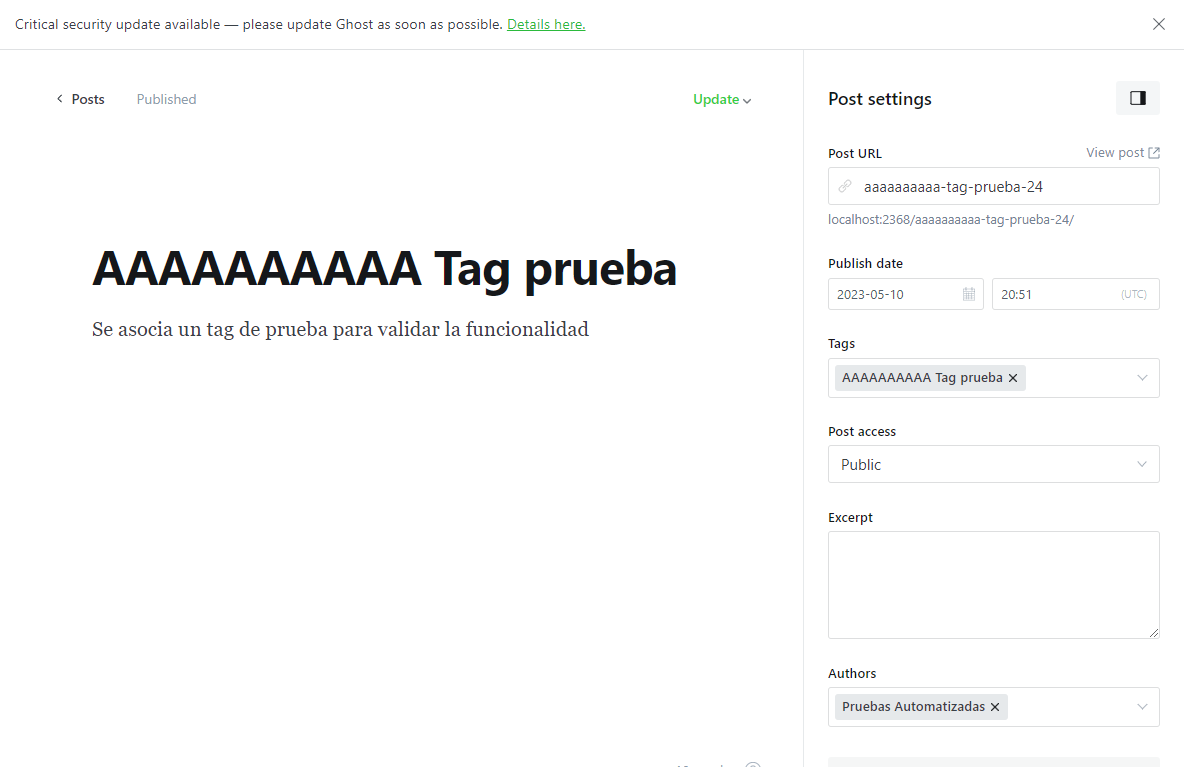 Critical security update available — please update Ghost as soon as possible. Details here.
Posts
Published
Update
AAAAAAAAAA Tag prueba
Se asocia un tag de prueba para validar la funcionalidad
Post settings
Post URL
View post
aaaaaaaaaa-tag-prueba-24
localhost:2368/aaaaaaaaaa-tag-prueba-24/
Publish date
2023-05-10
20:51
(UTC)
Tags
AAAAAAAAAA Tag prueba ×
Post access
Public
Excerpt
Authors
Pruebas Automatizadas ×